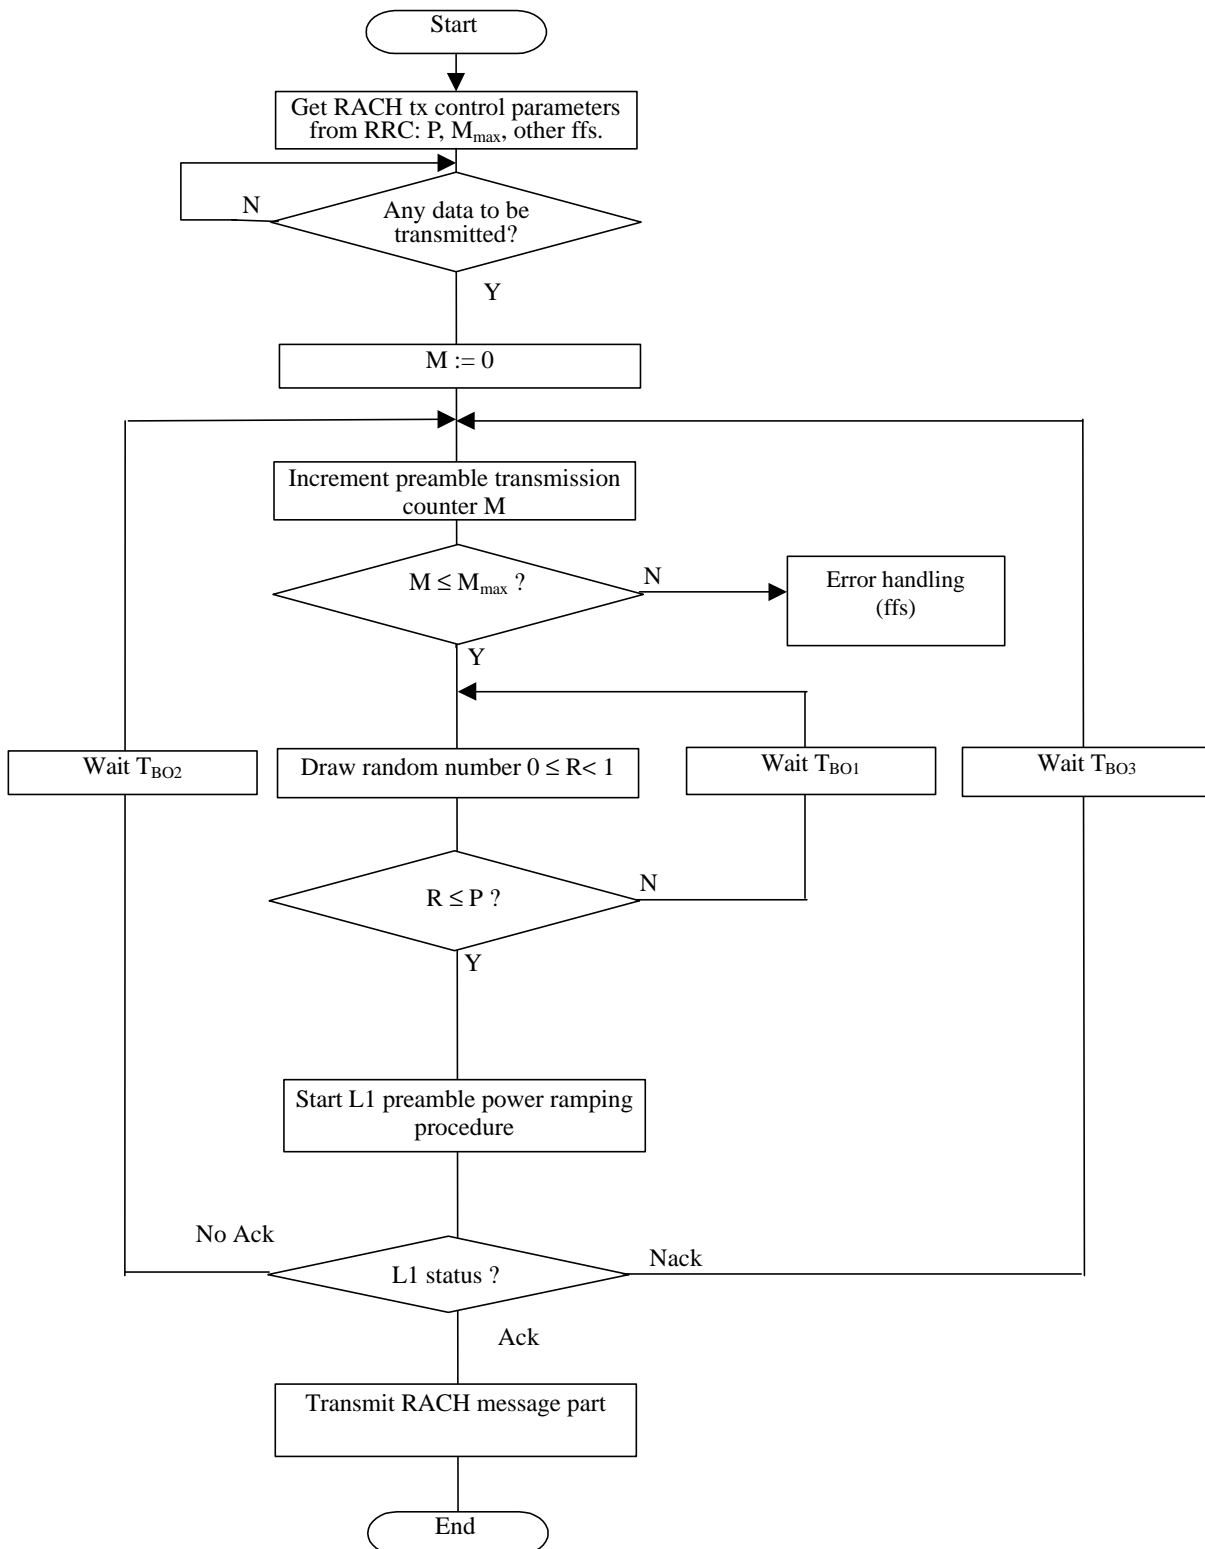 Start
Get RACH tx control parameters
from RRC: P, Mmax, other ffs.
N
Any data to be
transmitted?
Y
M := 0
Increment preamble transmission
counter M
M ≤ Mmax ?
N
Error handling
(ffs)
Y
Wait TBO2
Draw random number 0 ≤ R< 1
Wait TBO1
Wait TBO3
R ≤ P ?
N
Y
Start L1 preamble power ramping
procedure
No Ack
L1 status ?
Nack
Ack
Transmit RACH message part
End